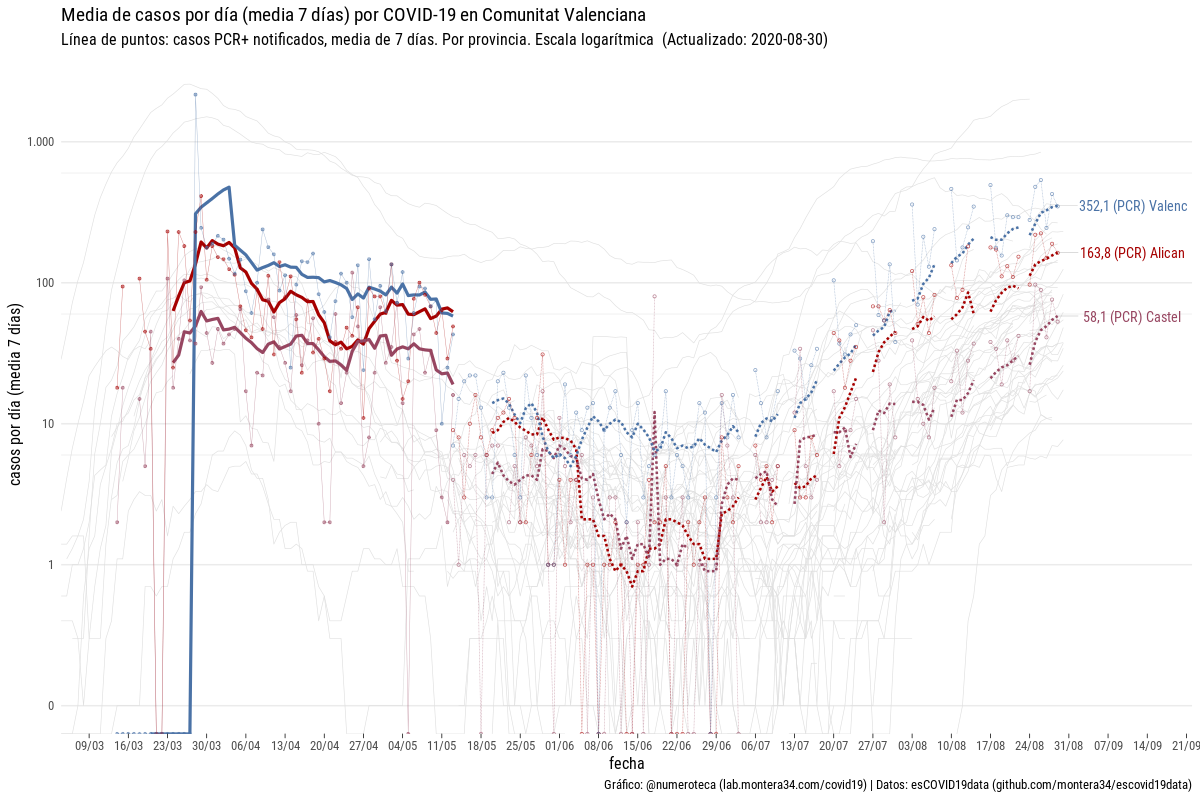 Media de casos por día (media 7 días) por COVID-19 en Comunitat Valenciana
Línea de puntos: casos PCR+ notificados, media de 7 días. Por provincia. Escala logarítmica (Actualizado: 2020-08-30)
casos por día (media 7 días)
1.000
100
10
1
0
352,1 (PCR) Valenc
163,8 (PCR) Alican
58,1 (PCR) Castel
09/03 16/03 23/03 30/03 06/04 13/04 20/04 27/04 04/05 11/05 18/05 25/05 01/06 08/06 15/06 22/06 29/06 06/07 13/07 20/07 27/07 03/08 10/08 17/08 24/08 31/08 07/09 14/09 21/09
fecha
Gráfico: @numeroteca (lab.montera34.com/covid19) | Datos: esCOVID19data (github.com/montera34/escovid19data)